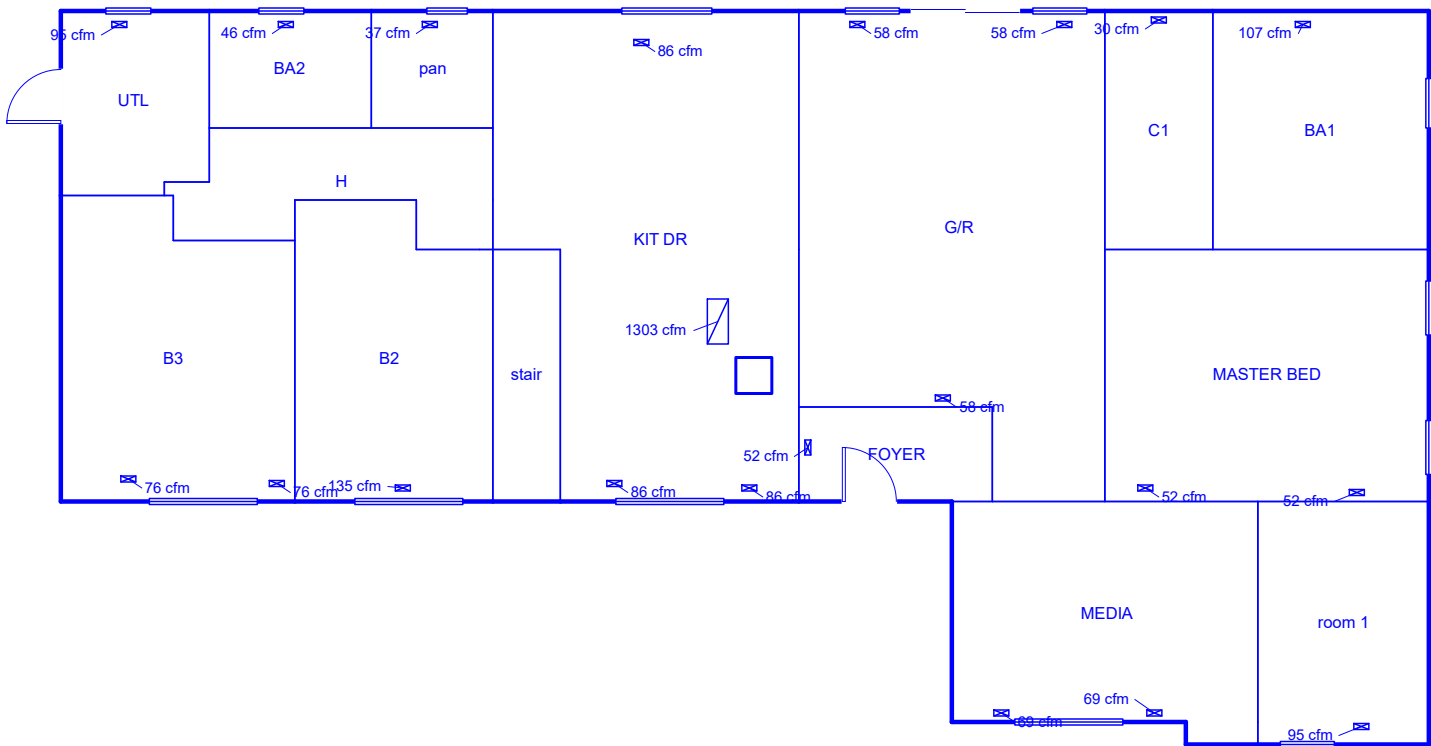 95 cfm
46 cfm
37 cfm
86 cfm
58 cfm
58 cfm
30 cfm
107 cfm
BA2
pan
UTL
C1
BA1
H
KIT DR
G/R
1303 cfm
B3
B2
stair
MASTER BED
58 cfm
52 cfm
FOYER
76 cfm
76 cfm
135 cfm
86 cfm
86 cfm
52 cfm
52 cfm
MEDIA
room 1
69 cfm
69 cfm
95 cfm